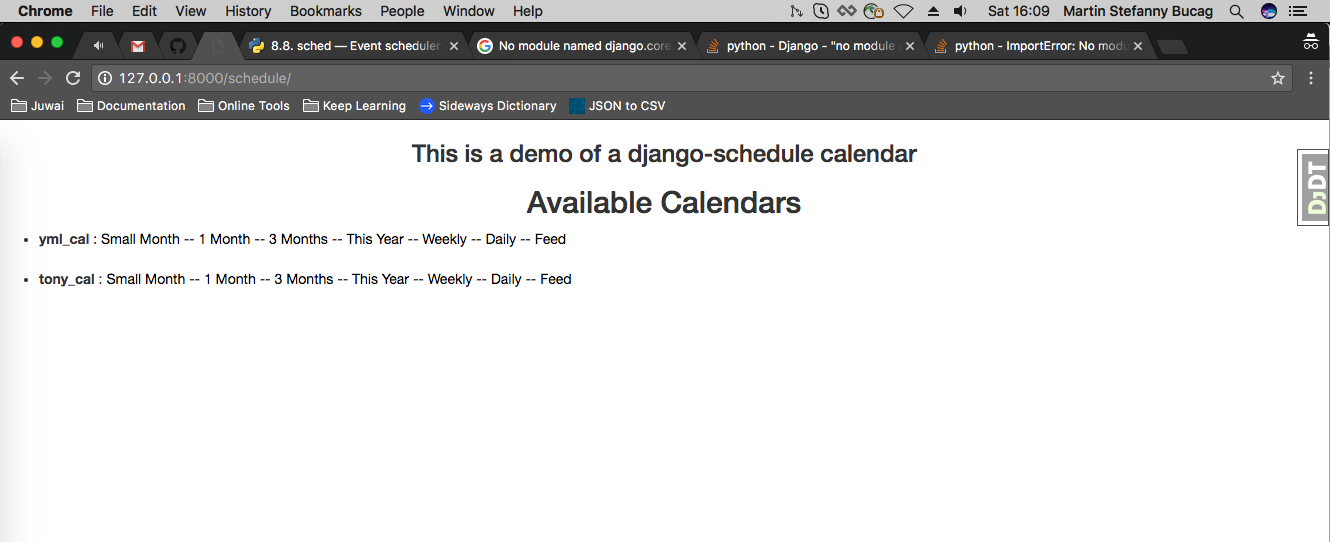 Chrome File Edit View History Bookmarks People Window Help Sat 16:09 Martin Stefanny Bucag
8.8. sched — Event scheduler No module named django.core python - Django - "no module python - ImportError: No modu
127.0.0.1:8000/schedule/
Juwai Documentation Online Tools Keep Learning Sideways Dictionary JSON to CSV
This is a demo of a django-schedule calendar
DJDT
Available Calendars
• yml_cal : Small Month -- 1 Month -- 3 Months -- This Year -- Weekly -- Daily -- Feed
• tony_cal : Small Month -- 1 Month -- 3 Months -- This Year -- Weekly -- Daily -- Feed